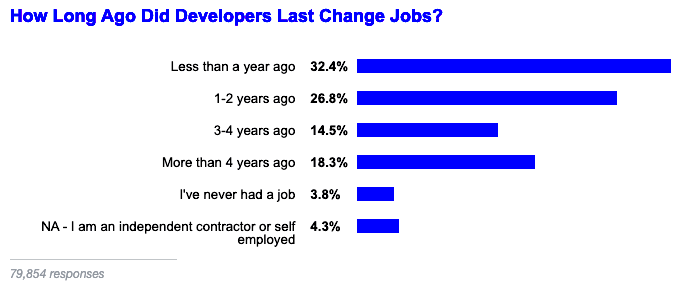 How Long Ago Did Developers Last Change Jobs?
Less than a year ago 32.4%
1-2 years ago 26.8%
3-4 years ago 14.5%
More than 4 years ago 18.3%
I've never had a job 3.8%
NA - I am an independent contractor or self 4.3%
employed
79,854 responses